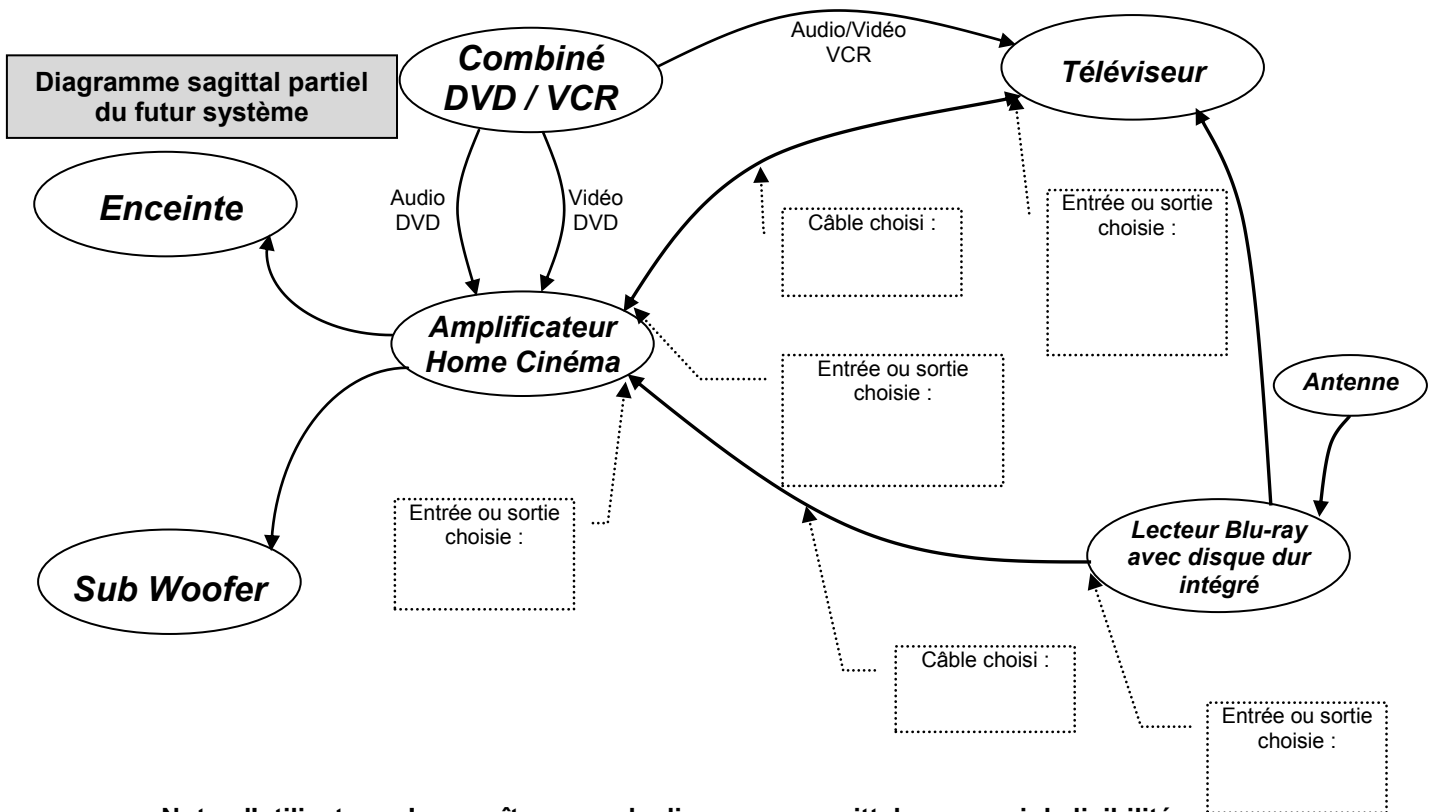 Audio/Vidéo
VCR
Combiné
DVD / VCR
Téléviseur
Diagramme sagittal partiel
du futur système
Enceinte
Audio
DVD
Vidéo
DVD
Câble choisi :
Entrée ou sortie
choisie :
Amplificateur
Home Cinéma
Entrée ou sortie
choisie :
Antenne
Entrée ou sortie
choisie :
Lecteur Blu-ray
avec disque dur
intégré
Sub Woofer
Câble choisi :
Entrée ou sortie
choisie :